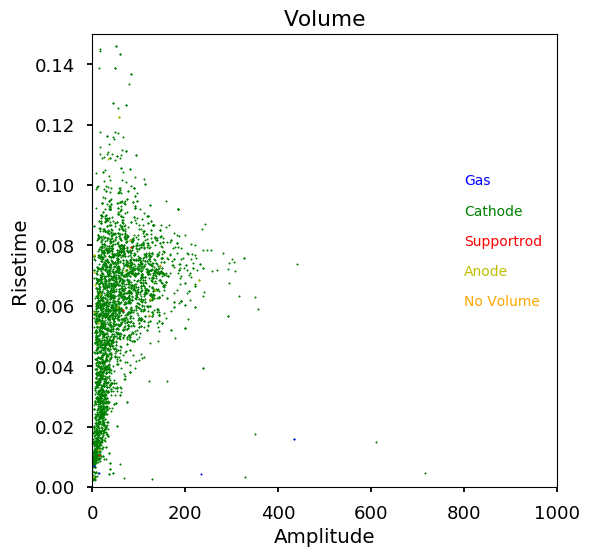 Volume
0.14
0.12
0.10
0.08
0.06
0.04
0.02
0.00
Risetime
Gas
Cathode
Supportrod
Anode
No Volume
0 200 400 600 800 1000
Amplitude